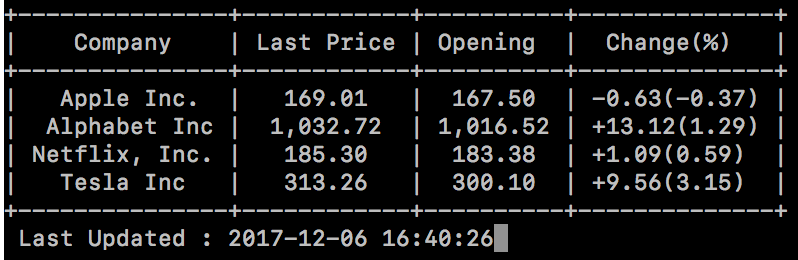 +---------------+------------+----------+--------------+
|    Company    | Last Price | Opening  |  Change(%)   |
+---------------+------------+----------+--------------+
|   Apple Inc.  |   169.01   |  167.50  | -0.63(-0.37) |
|  Alphabet Inc |  1,032.72  | 1,016.52 | +13.12(1.29) |
| Netflix, Inc. |   185.30   |  183.38  | +1.09(0.59)  |
|   Tesla Inc   |   313.26   |  300.10  | +9.56(3.15)  |
+---------------+------------+----------+--------------+
Last Updated : 2017-12-06 16:40:26